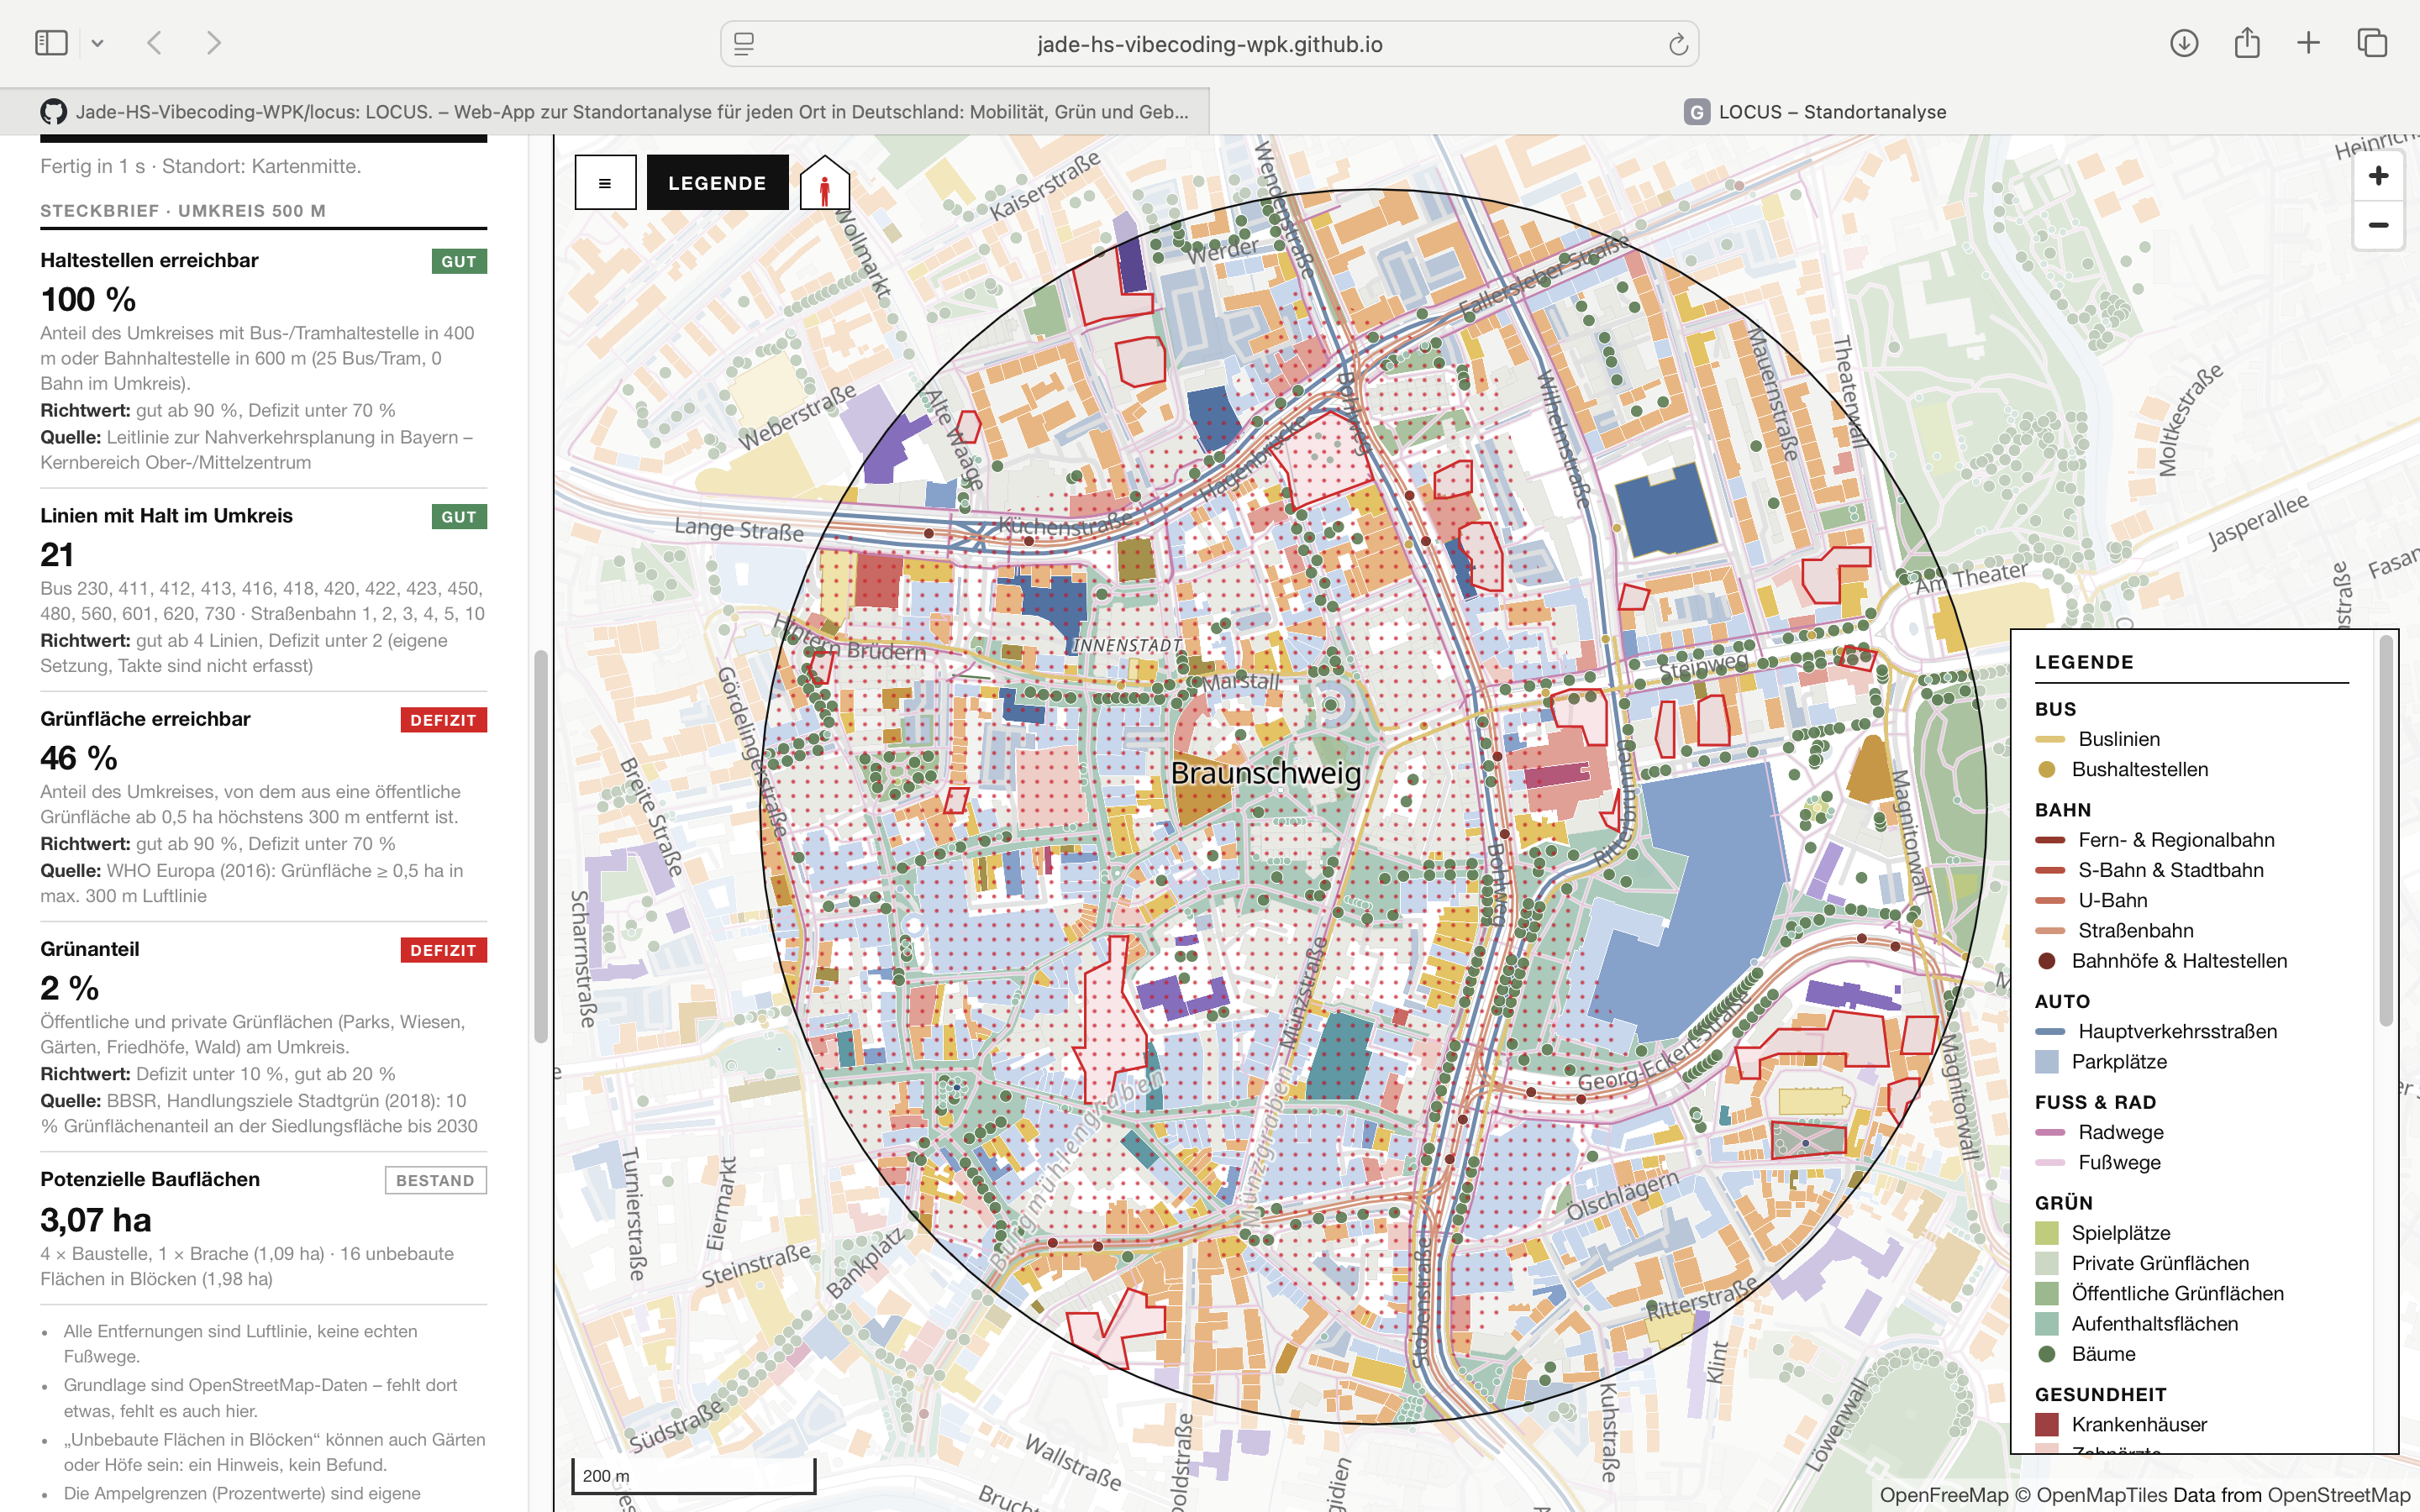 jade-hs-vibecoding-wpk.github.io
Jade-HS-Vibecoding-WPK/locus: LOCUS. – Web-App zur Standortanalyse für jeden Ort in Deutschland: Mobilität, Grün und Geb...
G LOCUS – Standortanalyse
Fertig in 1 s · Standort: Kartenmitte.
STECKBRIEF · UMKREIS 500 M
Haltestellen erreichbar GUT
100 %
Anteil des Umkreises mit Bus-/Tramhaltestelle in 400
m oder Bahnhaltestelle in 600 m (25 Bus/Tram, 0
Bahn im Umkreis).
Richtwert: gut ab 90 %, Defizit unter 70 %
Quelle: Leitlinie zur Nahverkehrsplanung in Bayern –
Kernbereich Ober-/Mittelzentrum
Linien mit Halt im Umkreis GUT
21
Bus 230, 411, 412, 413, 416, 418, 420, 422, 423, 450,
480, 560, 601, 620, 730 · Straßenbahn 1, 2, 3, 4, 5, 10
Richtwert: gut ab 4 Linien, Defizit unter 2 (eigene
Setzung, Takte sind nicht erfasst)
Grünfläche erreichbar DEFIZIT
46 %
Anteil des Umkreises, von dem aus eine öffentliche
Grünfläche ab 0,5 ha höchstens 300 m entfernt ist.
Richtwert: gut ab 90 %, Defizit unter 70 %
Quelle: WHO Europa (2016): Grünfläche ≥ 0,5 ha in
max. 300 m Luftlinie
Grünanteil DEFIZIT
2 %
Öffentliche und private Grünflächen (Parks, Wiesen,
Gärten, Friedhöfe, Wald) am Umkreis.
Richtwert: Defizit unter 10 %, gut ab 20 %
Quelle: BBSR, Handlungsziele Stadtgrün (2018): 10
% Grünflächenanteil an der Siedlungsfläche bis 2030
Potenzielle Bauflächen BESTAND
3,07 ha
4 × Baustelle, 1 × Brache (1,09 ha) · 16 unbebaute
Flächen in Blöcken (1,98 ha)
• Alle Entfernungen sind Luftlinie, keine echten
Fußwege.
• Grundlage sind OpenStreetMap-Daten – fehlt dort
etwas, fehlt es auch hier.
• „Unbebaute Flächen in Blöcken“ können auch Gärten
oder Höfe sein: ein Hinweis, kein Befund.
• Die Ampelgrenzen (Prozentwerte) sind eigene
≡ LEGENDE
+
−
Kaiserstraße
Wollmarkt
Wendenstraße
Werder
Fallersleber Straße
Weberstraße
Alte Waage
Hagenbrücke
Bohlweg
Wilhelmstraße
Mauernstraße
Theaterwall
Moltkestraße
Jasperallee
Lange Straße
Küchenstraße
Am Theater
INNENSTADT
Hintern Brüdern
Marstall
Steinweg
Gördelingerstraße
Breite Straße
Braunschweig
Ritterbrunnen
Magnitorwall
Bohlweg
Scharrnstraße
Münzstraße
Georg-Eckert-Straße
Magnitorwall
Burgmühlengraben
Münzgraben
Turnierstraße
Eiermarkt
Steinstraße
Bankplatz
Ölschlägern
Ritterstraße
Stobenstraße
Klint
Südstraße
Wallstraße
Kuhstraße
Löwenwall
200 m
LEGENDE
BUS
Buslinien
Bushaltestellen
BAHN
Fern- & Regionalbahn
S-Bahn & Stadtbahn
U-Bahn
Straßenbahn
Bahnhöfe & Haltestellen
AUTO
Hauptverkehrsstraßen
Parkplätze
FUSS & RAD
Radwege
Fußwege
GRÜN
Spielplätze
Private Grünflächen
Öffentliche Grünflächen
Aufenthaltsflächen
Bäume
GESUNDHEIT
Krankenhäuser
OpenFreeMap © OpenMapTiles Data from OpenStreetMap